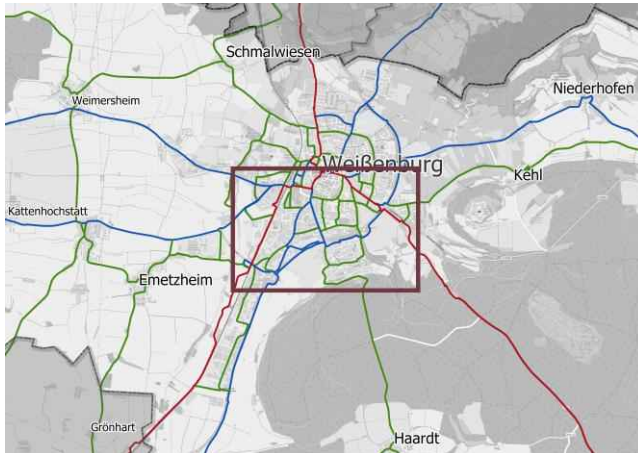 Schmalwiesen
Niederhofen
Weimersheim
Weißenburg
Kehl
Kattenhochstatt
Emetzheim
Grönhart
Haardt